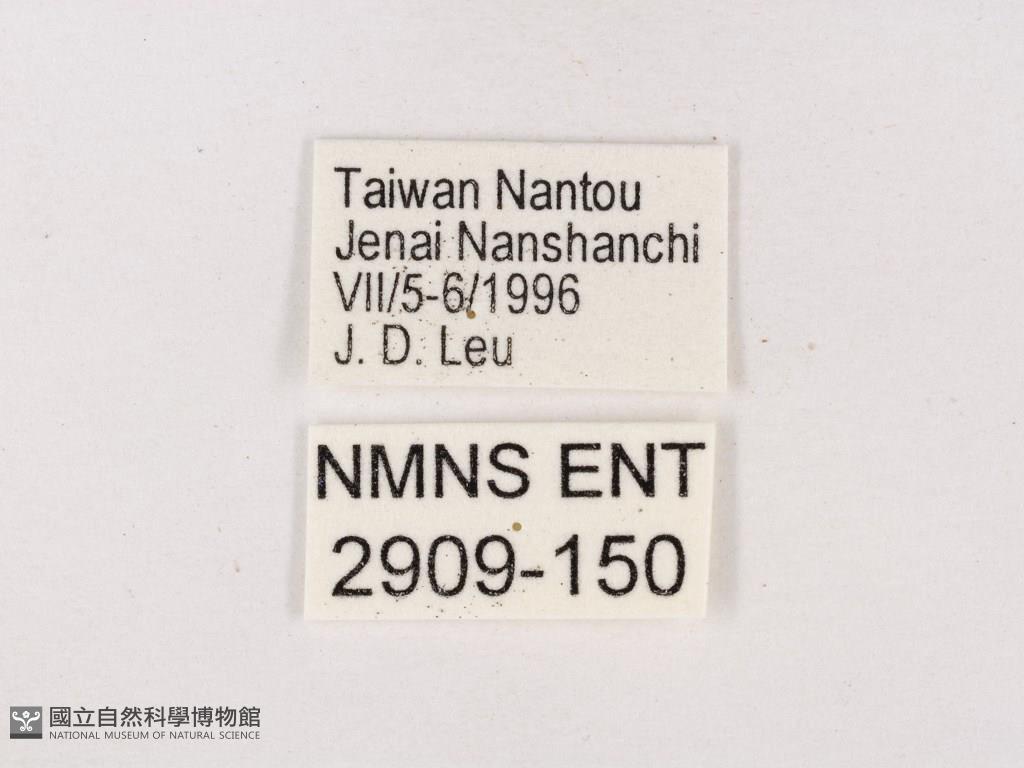 Taiwan Nantou
Jenai Nanshanchi
VII/5-6/1996
J. D. Leu
NMNS ENT
2909-150
國立自然科學博物館
NATIONAL MUSEUM OF NATURAL SCIENCE